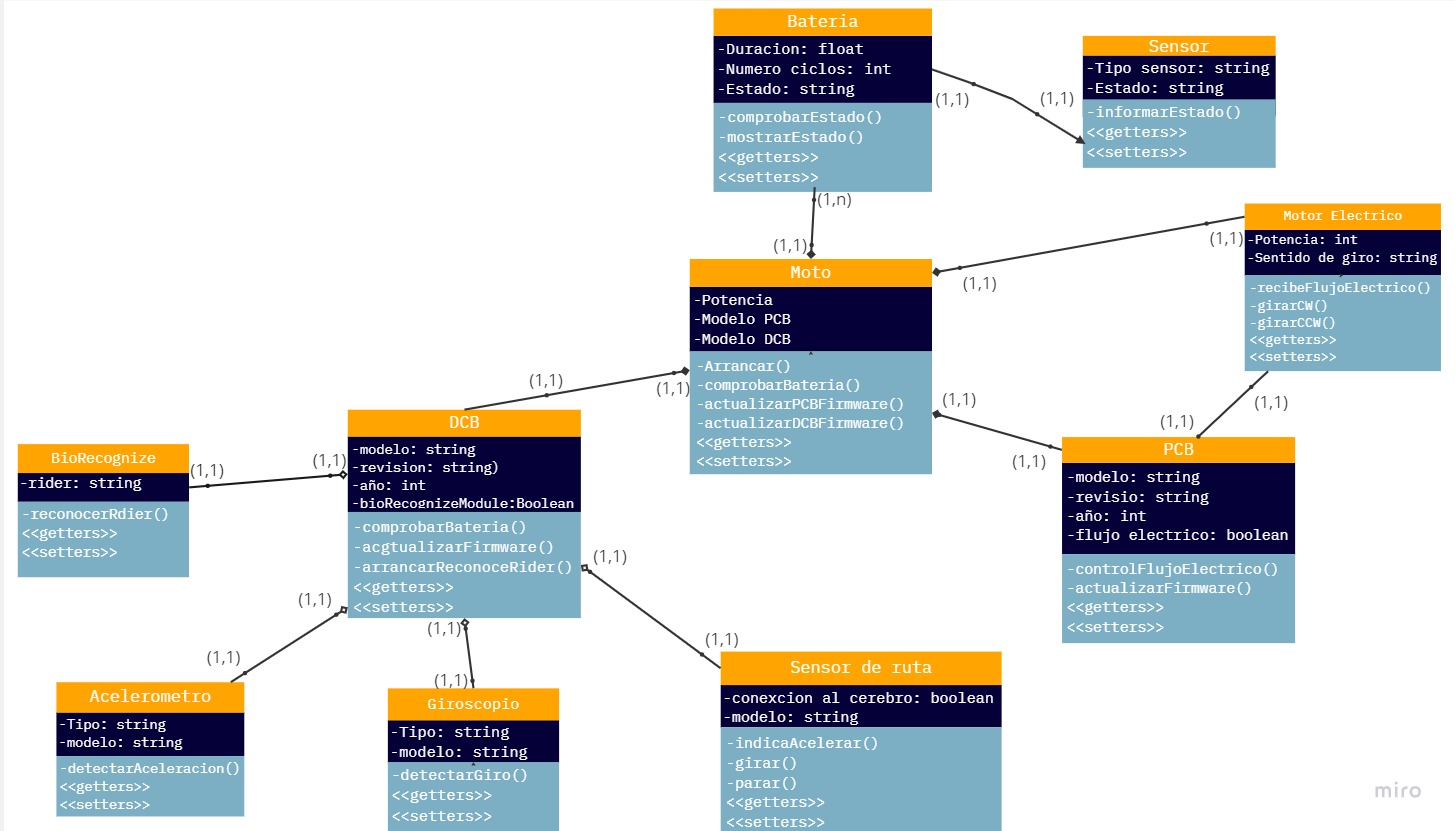 Bateria
-Duracion: float
-Numero ciclos: int
-Estado: string
-comprobarEstado()
-mostrarEstado()
<<getters>>
<<setters>>
(1,1)
(1,1)
Sensor
-Tipo sensor: string
-Estado: string
-informarEstado()
<<getters>>
<<setters>>
(1,n)
(1,1)
Motor Electrico
-Potencia: int
-Sentido de giro: string
-recibeFlujoElectrico()
-girarCW()
-girarCCW()
<<getters>>
<<setters>>
(1,1)
(1,1)
Moto
-Potencia
-Modelo PCB
-Modelo DCB
-Arrancar()
-comprobarBateria()
-actualizarPCBFirmware()
-actualizarDCBFirmware()
<<getters>>
<<setters>>
(1,1)
(1,1)
(1,1)
(1,1)
(1,1)
(1,1)
DCB
-modelo: string
-revision: string)
-año: int
-bioRecognizeModule:Boolean
-comprobarBateria()
-acgtualizarFirmware()
-arrancarReconoceRider()
<<getters>>
<<setters>>
PCB
-modelo: string
-revisio: string
-año: int
-flujo electrico: boolean
-controlFlujoElectrico()
-actualizarFirmware()
<<getters>>
<<setters>>
BioRecognize
-rider: string
-reconocerRdier()
<<getters>>
<<setters>>
(1,1)
(1,1)
(1,1)
(1,1)
(1,1)
(1,1)
(1,1)
(1,1)
Acelerometro
-Tipo: string
-modelo: string
-detectarAceleracion()
<<getters>>
<<setters>>
Giroscopio
-Tipo: string
-modelo: string
-detectarGiro()
<<getters>>
<<setters>>
Sensor de ruta
-conexcion al cerebro: boolean
-modelo: string
-indicaAcelerar()
-girar()
-parar()
<<getters>>
<<setters>>
miro